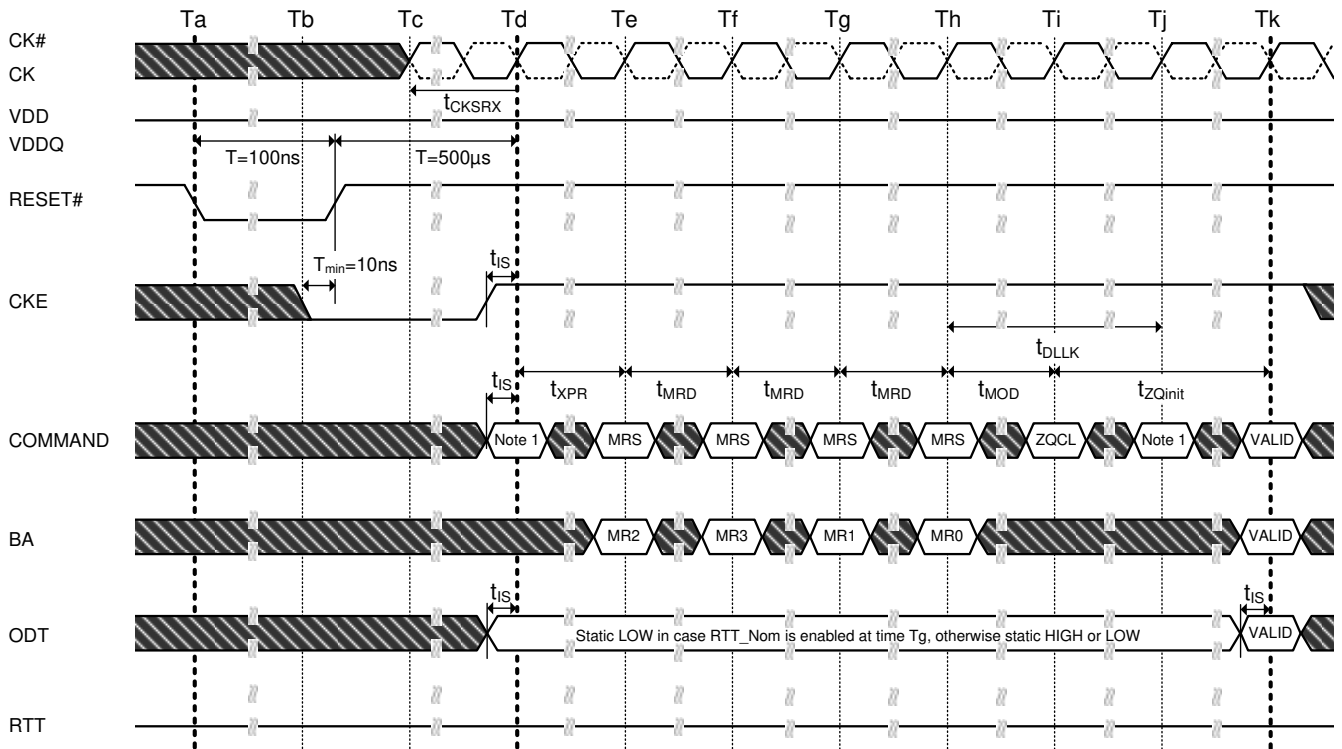 Ta Tb Tc Td Te Tf Tg Th Ti Tj Tk
CK#
CK
tCKSRX
VDD
VDDQ
T=100ns T=500µs
RESET#
Tmin=10ns tIS
CKE
tDLLK
tIS tXPR tMRD tMRD tMRD tMOD tZQinit
COMMAND Note 1 MRS MRS MRS MRS ZQCL Note 1 VALID
BA MR2 MR3 MR1 MR0 VALID
tIS tIS
ODT Static LOW in case RTT_Nom is enabled at time Tg, otherwise static HIGH or LOW VALID
RTT